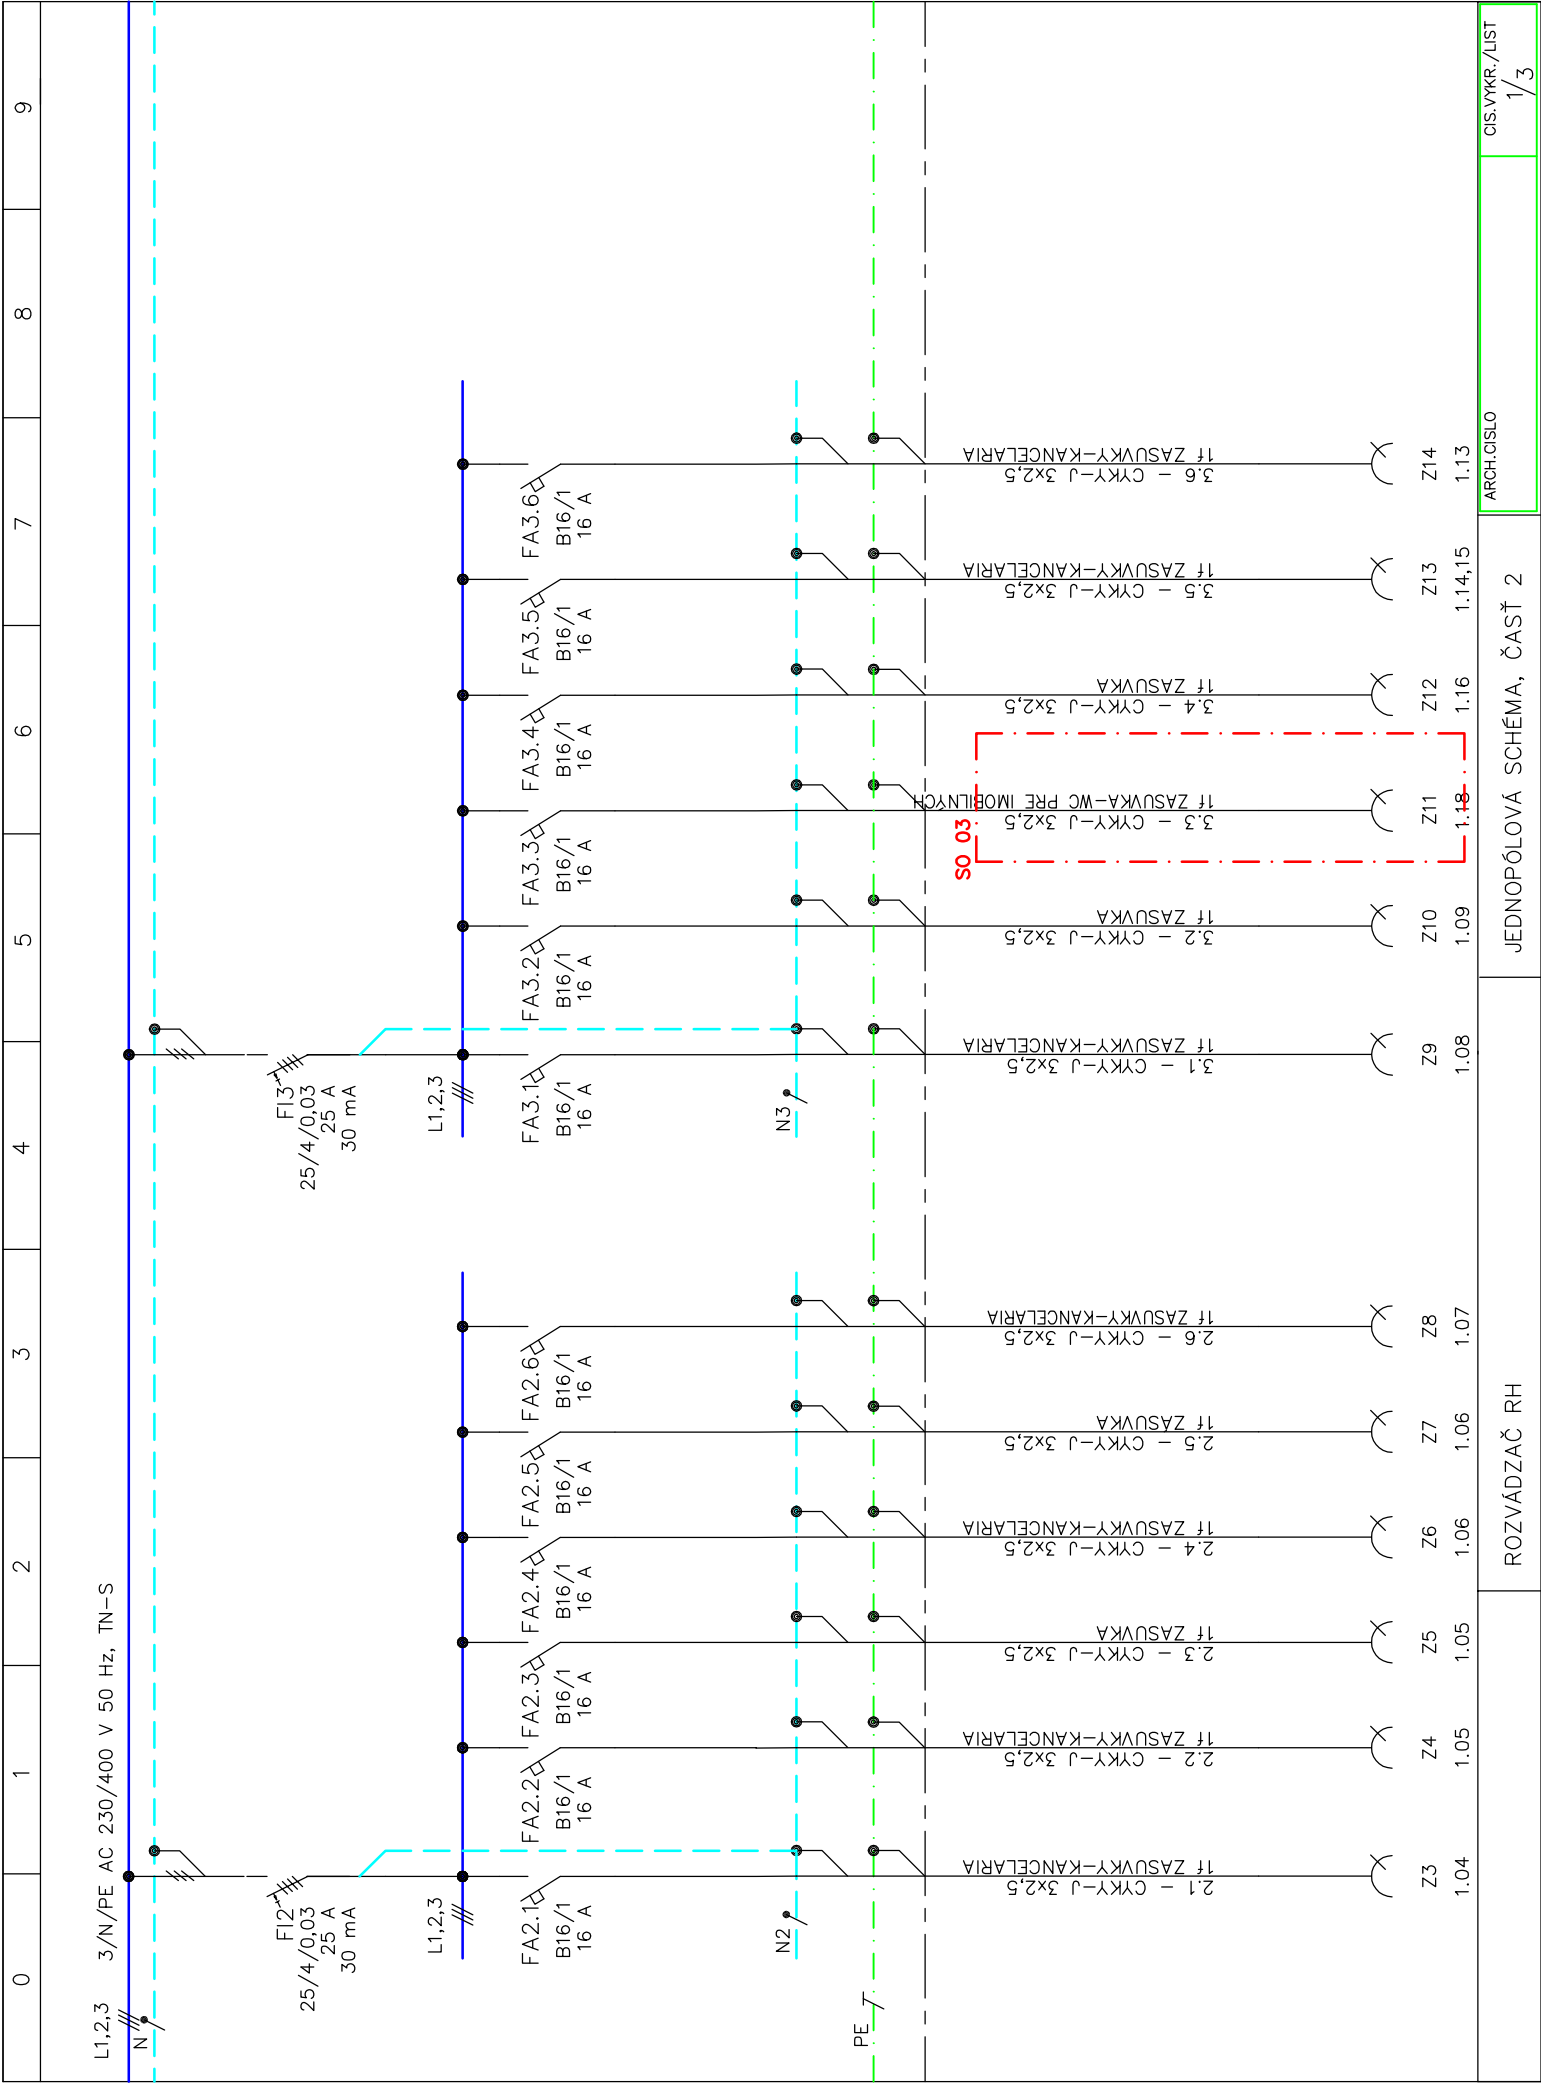 0 1 2 3 4 5 6 7 8 9
L1,2,3
3/N/PE AC 230/400 V 50 Hz, TN-S
N
FI2
25/4/0,03
25 A
30 mA
FI3
25/4/0,03
25 A
30 mA
L1,2,3
L1,2,3
FA2.1
B16/1
16 A
FA2.2
B16/1
16 A
FA2.3
B16/1
16 A
FA2.4
B16/1
16 A
FA2.5
B16/1
16 A
FA2.6
B16/1
16 A
FA3.1
B16/1
16 A
FA3.2
B16/1
16 A
FA3.3
B16/1
16 A
FA3.4
B16/1
16 A
FA3.5
B16/1
16 A
FA3.6
B16/1
16 A
N2
N3
PE
SO 03
2.1 - CYKY-J 3x2,5
1f ZASUVKY-KANCELARIA
2.2 - CYKY-J 3x2,5
1f ZASUVKY-KANCELARIA
2.3 - CYKY-J 3x2,5
1f ZASUVKA
2.4 - CYKY-J 3x2,5
1f ZASUVKY-KANCELARIA
2.5 - CYKY-J 3x2,5
1f ZÁSUVKA
2.6 - CYKY-J 3x2,5
1f ZASUVKY-KANCELARIA
3.1 - CYKY-J 3x2,5
1f ZASUVKY-KANCELARIA
3.2 - CYKY-J 3x2,5
1f ZASUVKA
3.3 - CYKY-J 3x2,5
1f ZASUVKA-WC PRE IMOBILNÝCH
3.4 - CYKY-J 3x2,5
1f ZASUVKA
3.5 - CYKY-J 3x2,5
1f ZASUVKY-KANCELARIA
3.6 - CYKY-J 3x2,5
1f ZASUVKY-KANCELARIA
Z3 Z4 Z5 Z6 Z7 Z8 Z9 Z10 Z11 Z12 Z13 Z14
1.04 1.05 1.05 1.06 1.06 1.07 1.08 1.09 1.18 1.16 1.14,15 1.13
ROZVÁDZAČ RH
JEDNOPÓLOVÁ SCHÉMA, ČASŤ 2
ARCH.CISLO
CIS.VYKR./LIST
1/3